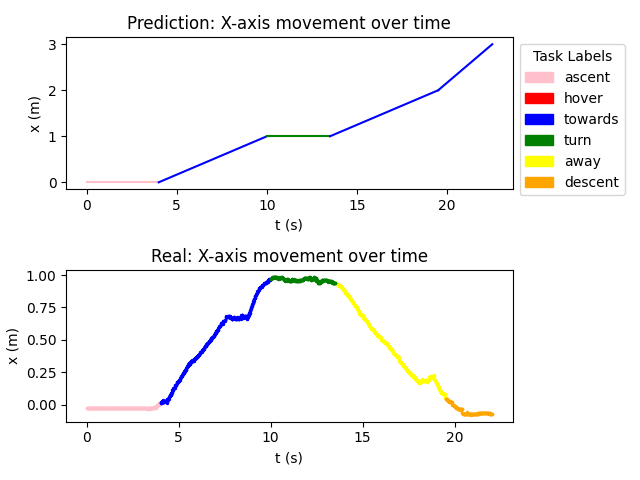 Prediction: X-axis movement over time
3
2
1
0
x (m)
0 5 10 15 20
t (s)
Task Labels
ascent
hover
towards
turn
away
descent
Real: X-axis movement over time
1.00
0.75
0.50
0.25
0.00
x (m)
0 5 10 15 20
t (s)